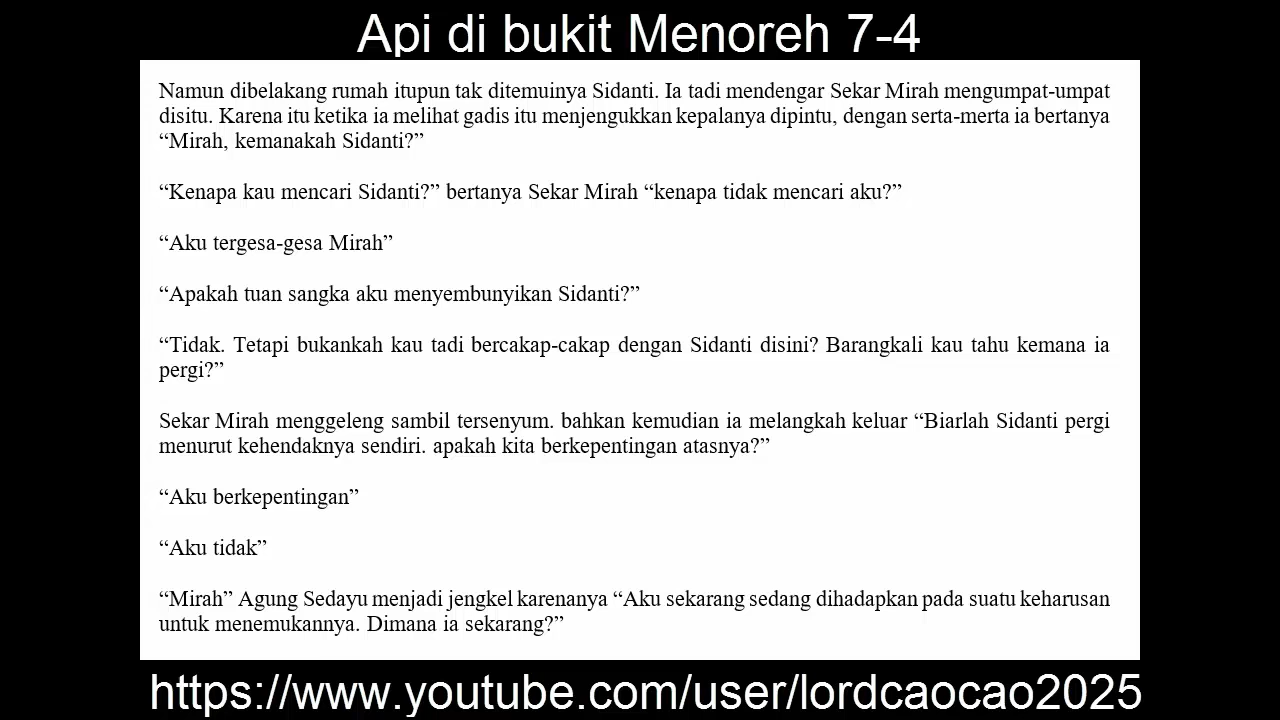 Api di bukit Menoreh 7-4
Namun dibelakang rumah itupun tak ditemuinya Sidanti. Ia tadi mendengar Sekar Mirah mengumpat-umpat
disitu. Karena itu ketika ia melihat gadis itu menjengukkan kepalanya dipintu, dengan serta-merta ia bertanya
“Mirah, kemanakah Sidanti?”
“Kenapa kau mencari Sidanti?” bertanya Sekar Mirah “kenapa tidak mencari aku?”
“Aku tergesa-gesa Mirah”
“Apakah tuan sangka aku menyembunyikan Sidanti?”
“Tidak. Tetapi bukankah kau tadi bercakap-cakap dengan Sidanti disini? Barangkali kau tahu kemana ia
pergi?”
Sekar Mirah menggeleng sambil tersenyum. bahkan kemudian ia melangkah keluar “Biarlah Sidanti pergi
menurut kehendaknya sendiri. apakah kita berkepentingan atasnya?”
“Aku berkepentingan”
“Aku tidak”
“Mirah” Agung Sedayu menjadi jengkel karenanya “Aku sekarang sedang dihadapkan pada suatu keharusan
untuk menemukannya. Dimana ia sekarang?”
https://www.youtube.com/user/lordcaocao2025